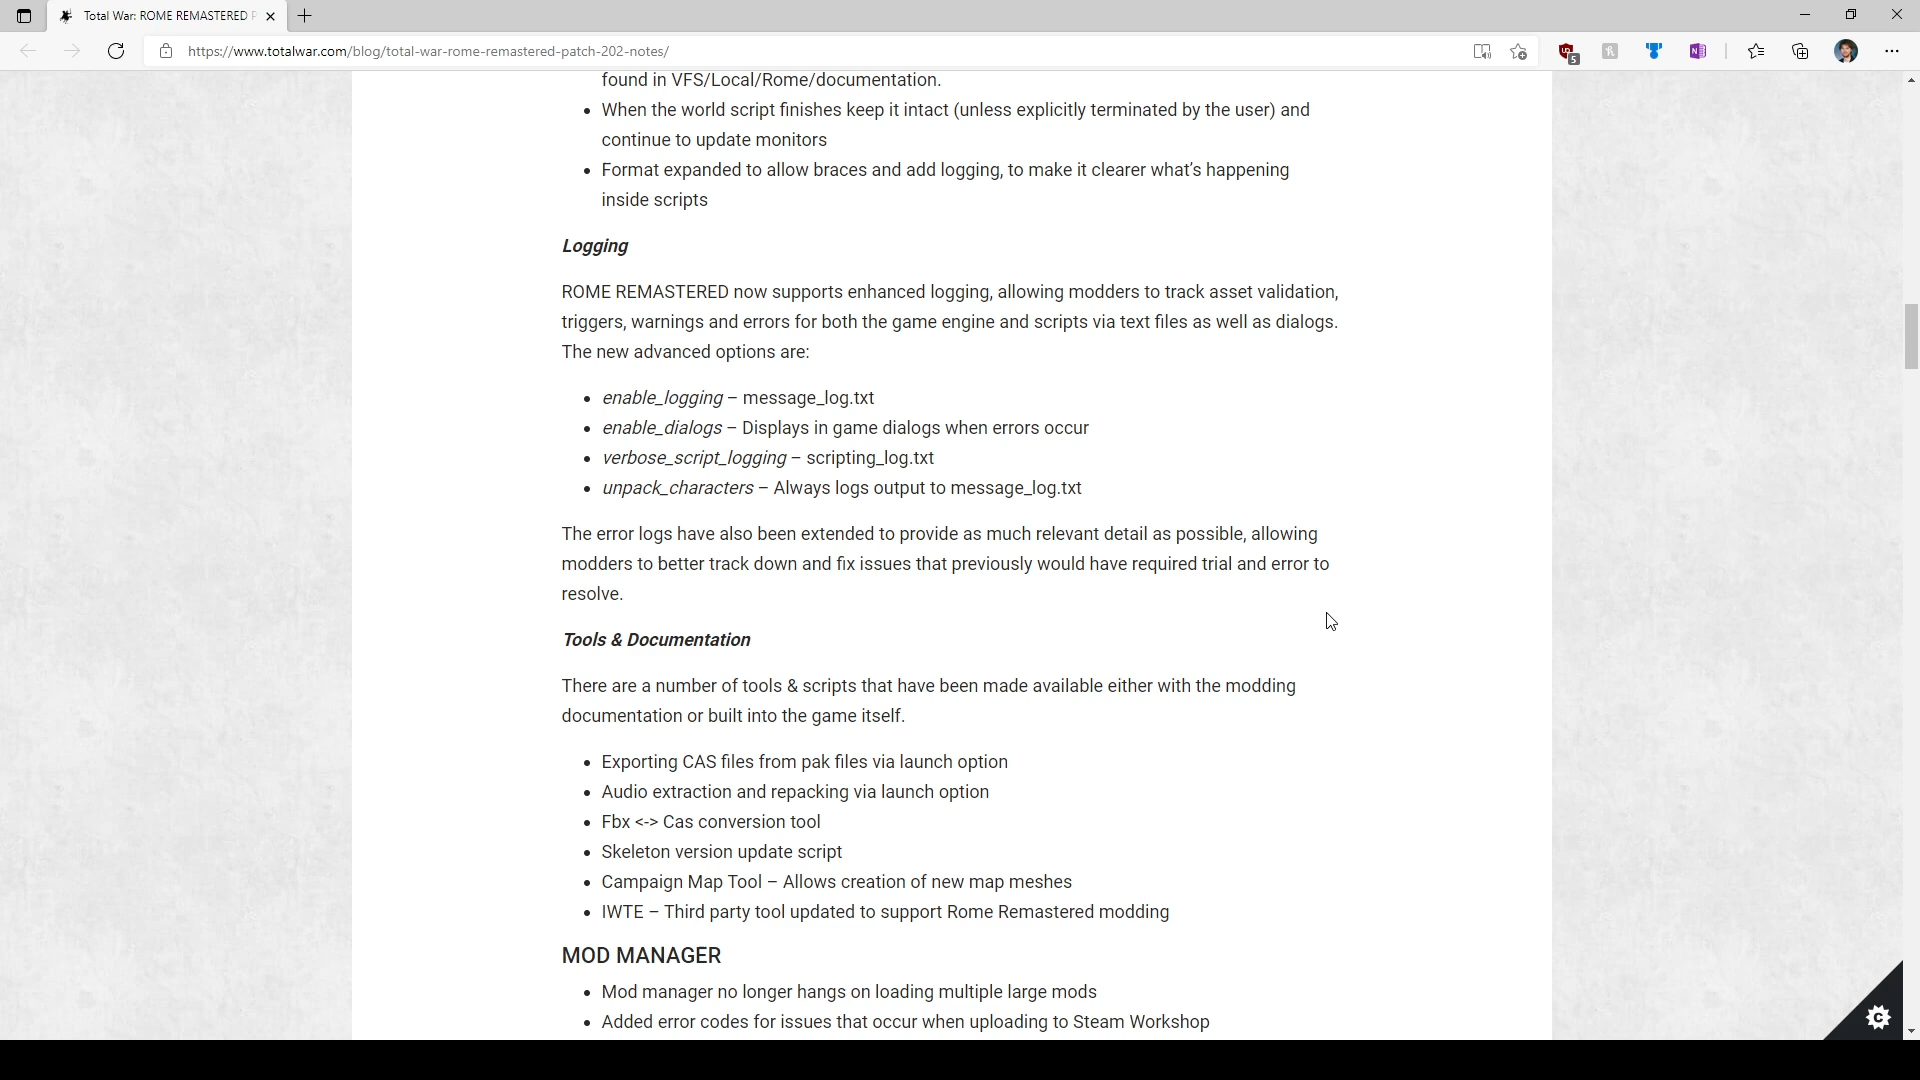 Total War: ROME REMASTERED P
https://www.totalwar.com/blog/total-war-rome-remastered-patch-202-notes/
5
found in VFS/Local/Rome/documentation.
• When the world script finishes keep it intact (unless explicitly terminated by the user) and
continue to update monitors
• Format expanded to allow braces and add logging, to make it clearer what’s happening
inside scripts
Logging
ROME REMASTERED now supports enhanced logging, allowing modders to track asset validation,
triggers, warnings and errors for both the game engine and scripts via text files as well as dialogs.
The new advanced options are:
• enable_logging – message_log.txt
• enable_dialogs – Displays in game dialogs when errors occur
• verbose_script_logging – scripting_log.txt
• unpack_characters – Always logs output to message_log.txt
The error logs have also been extended to provide as much relevant detail as possible, allowing
modders to better track down and fix issues that previously would have required trial and error to
resolve.
Tools & Documentation
There are a number of tools & scripts that have been made available either with the modding
documentation or built into the game itself.
• Exporting CAS files from pak files via launch option
• Audio extraction and repacking via launch option
• Fbx <-> Cas conversion tool
• Skeleton version update script
• Campaign Map Tool – Allows creation of new map meshes
• IWTE – Third party tool updated to support Rome Remastered modding
MOD MANAGER
• Mod manager no longer hangs on loading multiple large mods
• Added error codes for issues that occur when uploading to Steam Workshop